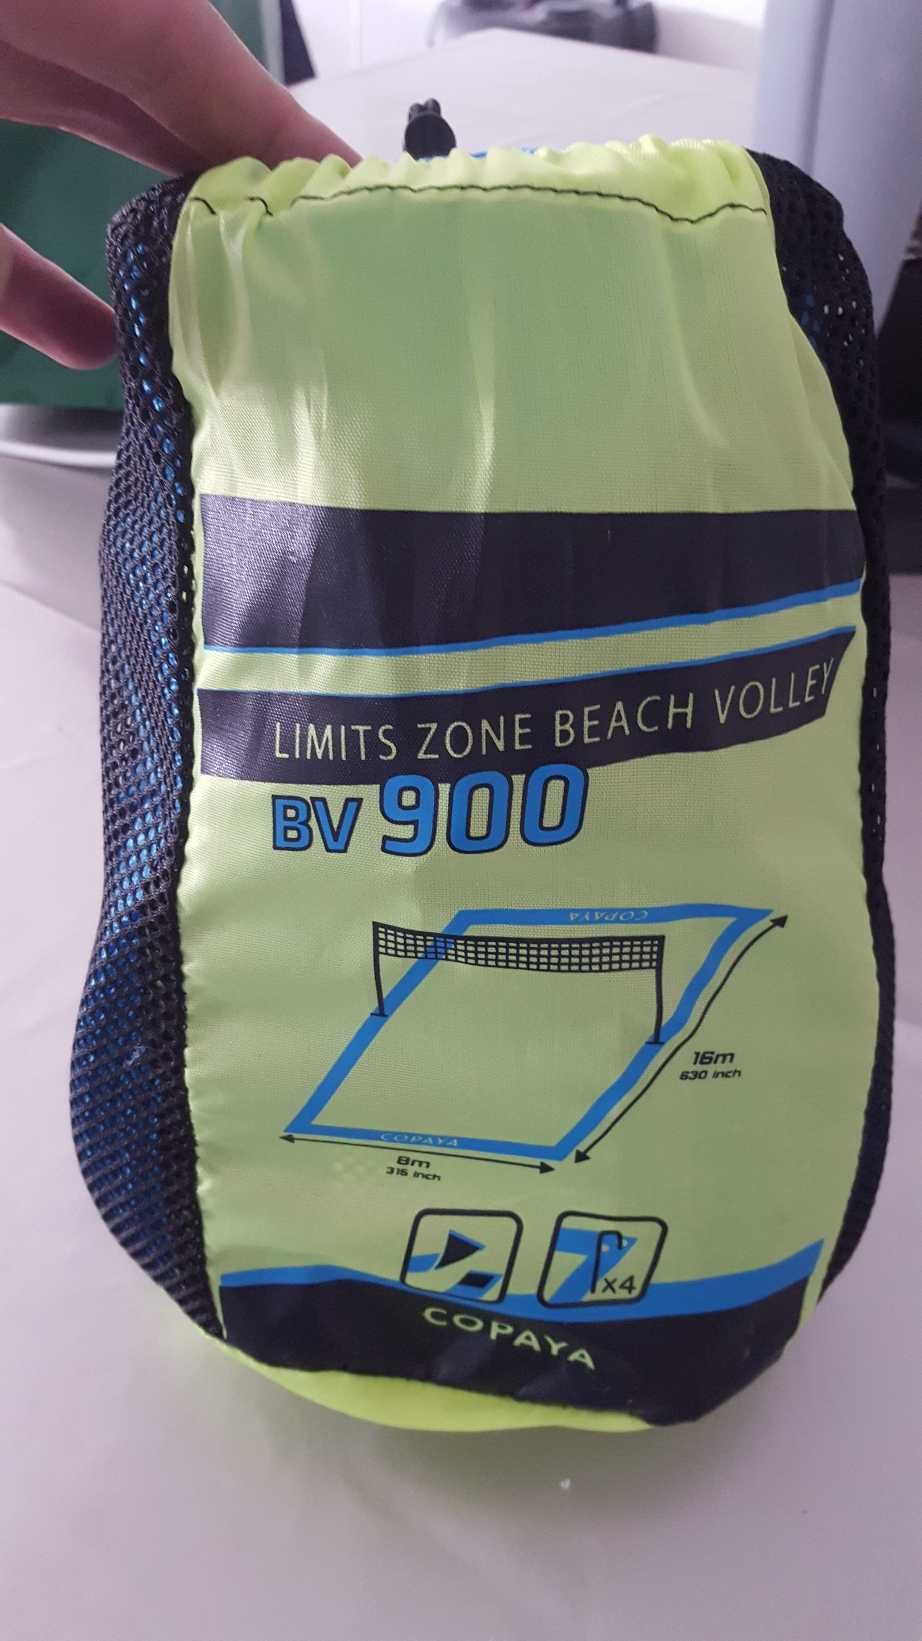 LIMITS ZONE BEACH VOLLEY
BV 900
COPAYA
16m
630 inch
COPAYA
8m
315 inch
x4
COPAYA